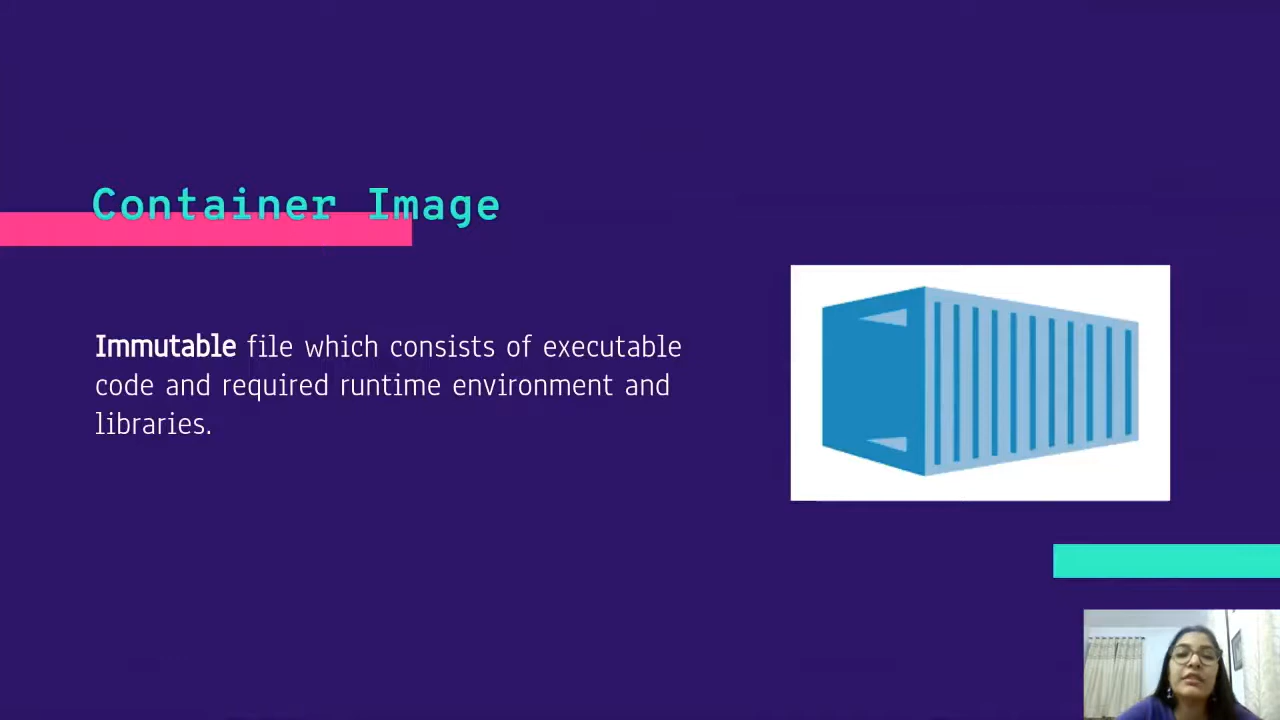 Container Image
Immutable file which consists of executable
code and required runtime environment and
libraries.